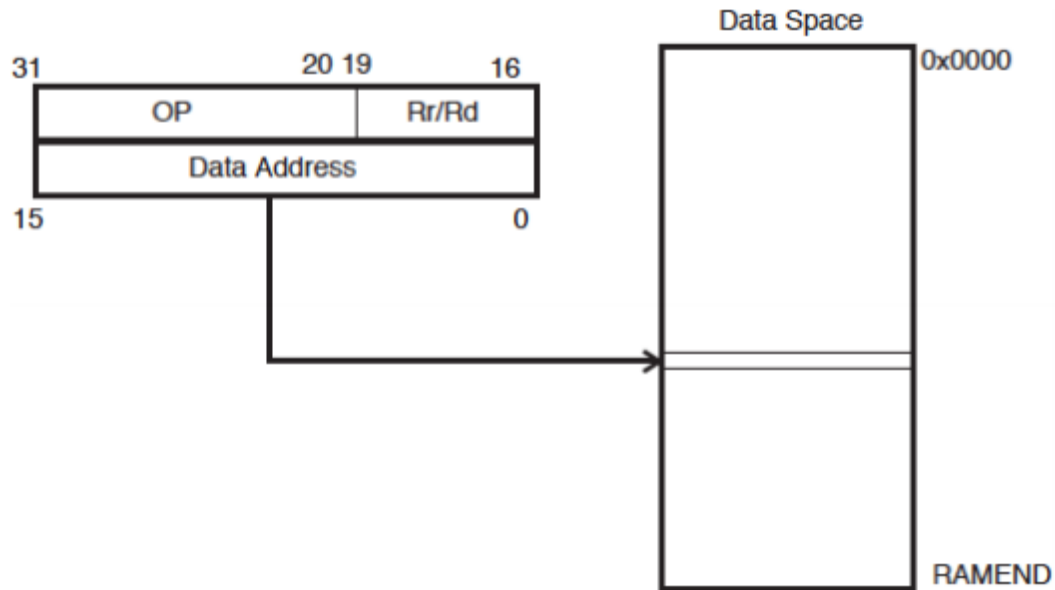 Data Space
31 20 19 16
0x0000
OP Rr/Rd
Data Address
15 0
RAMEND